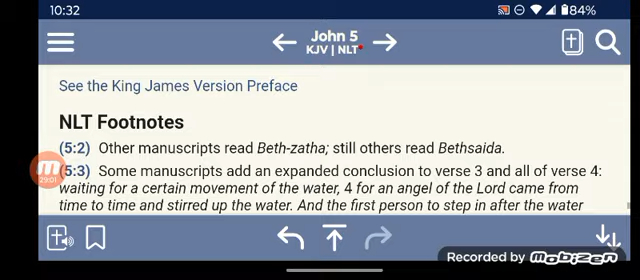 10:32
84%
John 5
KJV | NLT
See the King James Version Preface
NLT Footnotes
(5:2) Other manuscripts read Beth-zatha; still others read Bethsaida.
(5:3) Some manuscripts add an expanded conclusion to verse 3 and all of verse 4:
waiting for a certain movement of the water, 4 for an angel of the Lord came from
time to time and stirred up the water. And the first person to step in after the water
29:01
Recorded by Mobizen